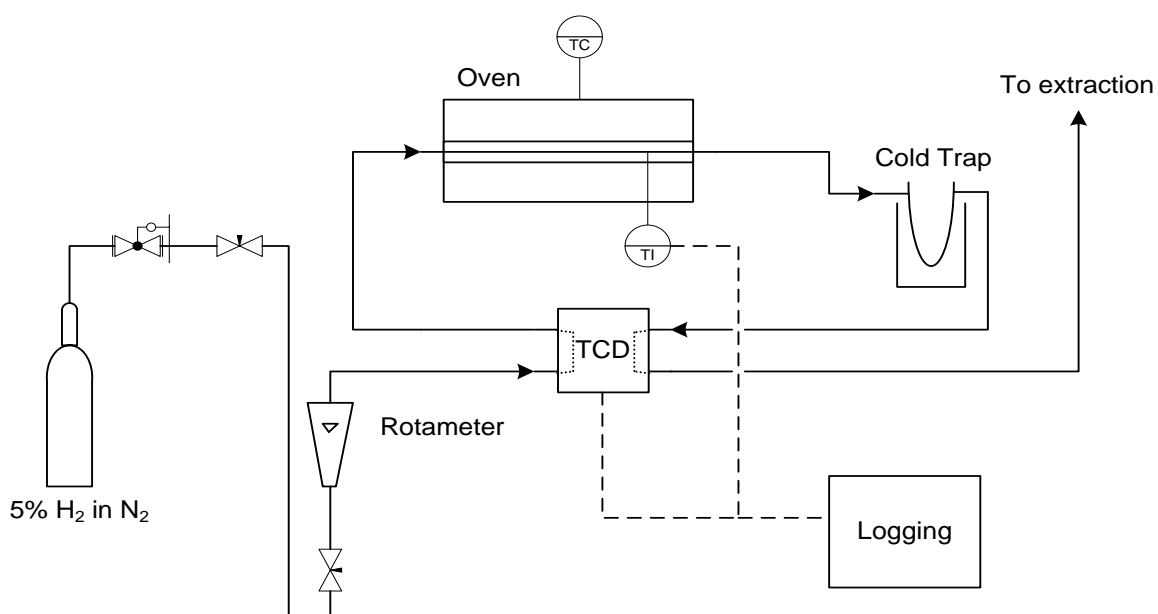 TC
Oven
To extraction
Cold Trap
TI
TCD
Rotameter
5% H₂ in N₂
Logging